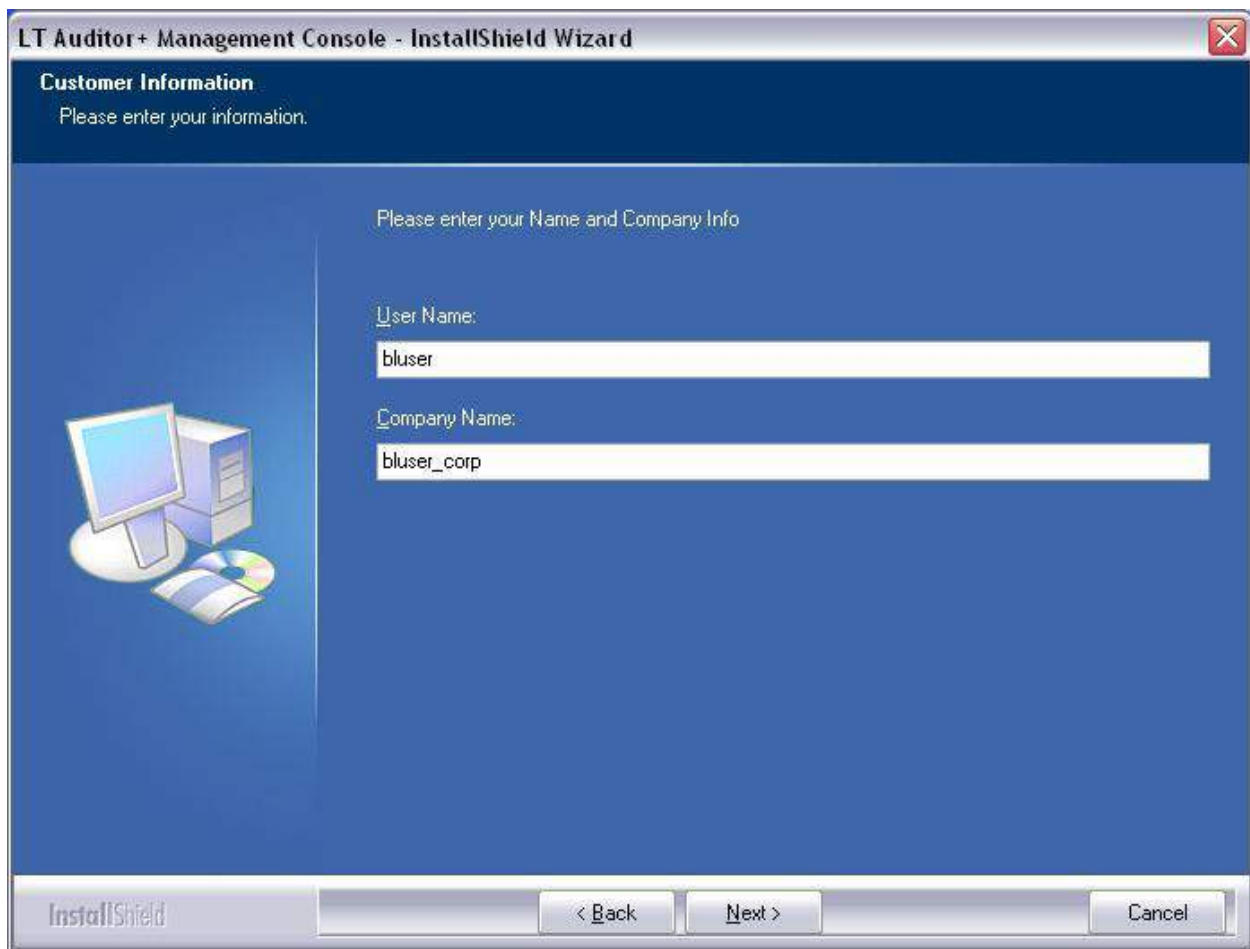 LT Auditor+ Management Console - InstallShield Wizard
Customer Information
Please enter your information.
Please enter your Name and Company Info
User Name:
bluser
Company Name:
bluser_corp
InstallShield
< Back
Next >
Cancel